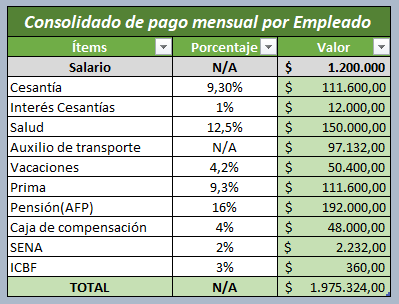 Consolidado de pago mensual por Empleado
Ítems Porcentaje Valor
Salario N/A $ 1.200.000
Cesantía 9,30% $ 111.600,00
Interés Cesantías 1% $ 12.000,00
Salud 12,5% $ 150.000,00
Auxilio de transporte N/A $ 97.132,00
Vacaciones 4,2% $ 50.400,00
Prima 9,3% $ 111.600,00
Pensión(AFP) 16% $ 192.000,00
Caja de compensación 4% $ 48.000,00
SENA 2% $ 2.232,00
ICBF 3% $ 360,00
TOTAL N/A $ 1.975.324,00